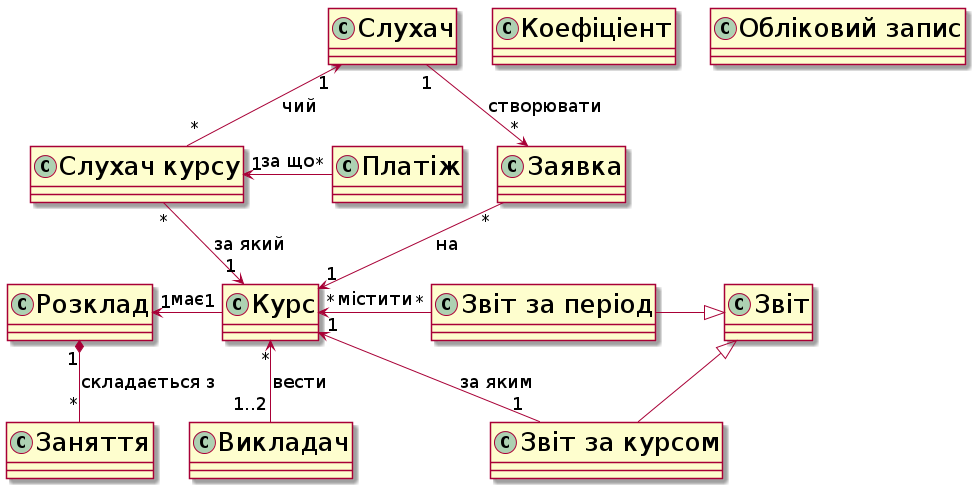 C Слухач
C Коефіціент
C Обліковий запис
1
1
чий
створювати
*
*
C Слухач курсу
1
за що
*
C Платіж
C Заявка
*
*
за який
на
1
1
C Розклад
1
має
1
C Курс
*
містити
*
C Звіт за період
C Звіт
1
*
1
складається з
вести
за яким
*
1..2
1
C Заняття
C Викладач
C Звіт за курсом